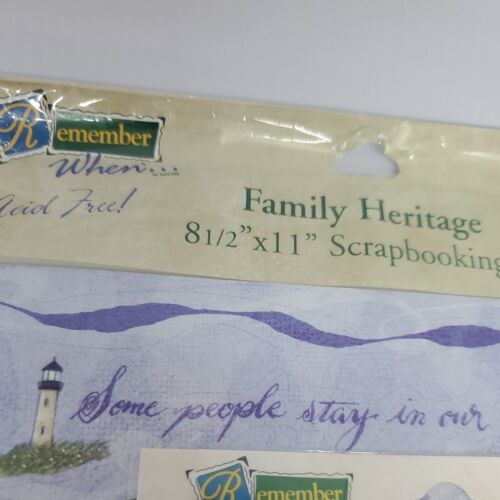 Remember
When...
Acid Free!
Family Heritage
8 1/2"x11" Scrapbooking
Some people stay in our
Remember